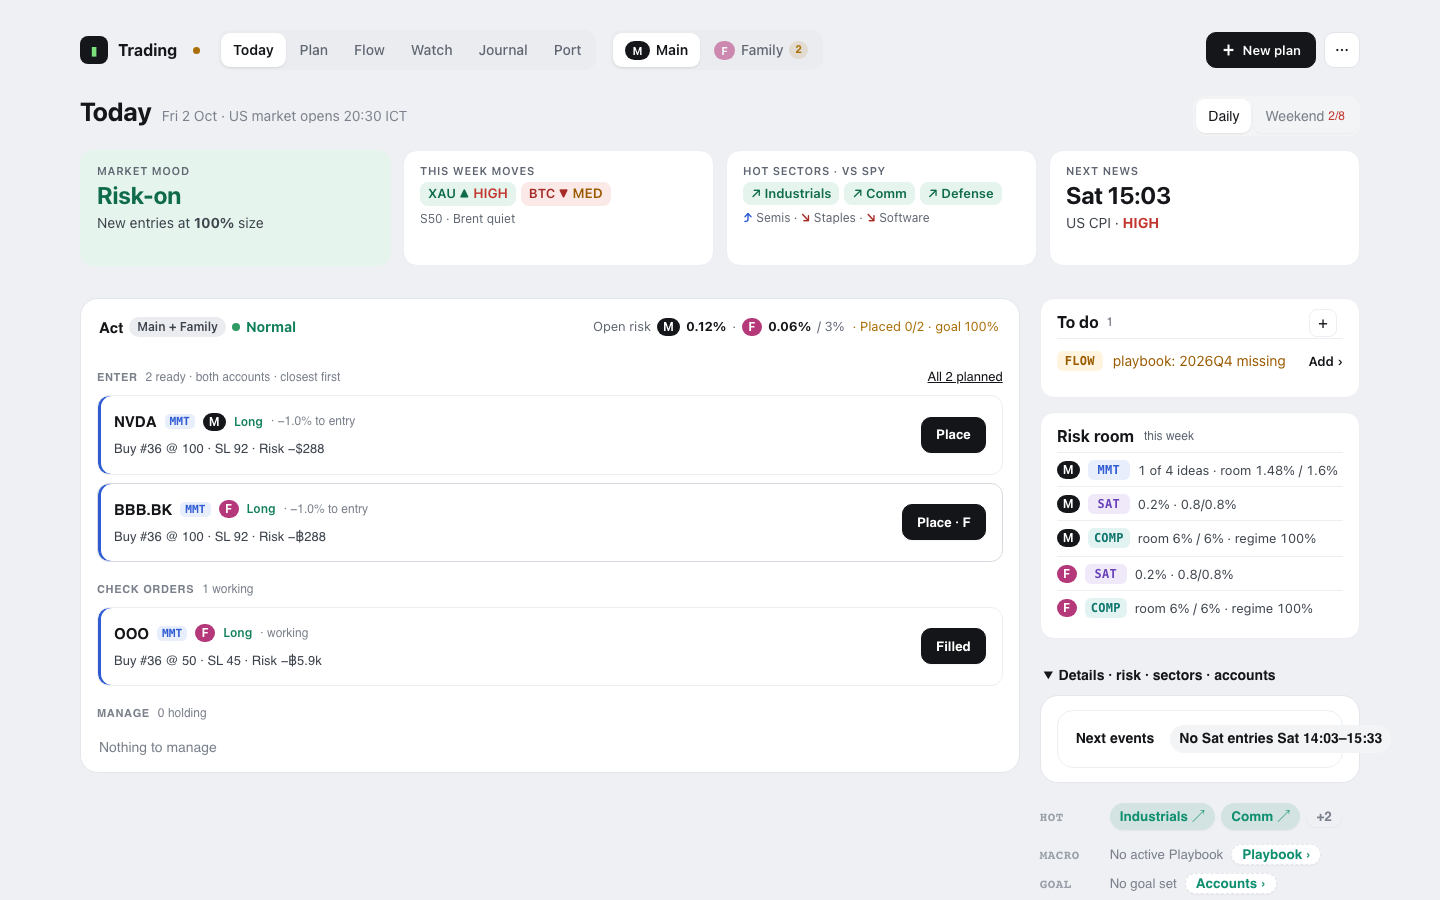 Trading Today Plan Flow Watch Journal Port M Main F Family 2 + New plan ···
Today Fri 2 Oct · US market opens 20:30 ICT Daily Weekend 2/8
MARKET MOOD
Risk-on
New entries at 100% size
THIS WEEK MOVES
XAU ▲ HIGH BTC ▼ MED
S50 · Brent quiet
HOT SECTORS · VS SPY
↗ Industrials ↗ Comm ↗ Defense
⤴ Semis · ↘ Staples · ↘ Software
NEXT NEWS
Sat 15:03
US CPI · HIGH
Act Main + Family ● Normal Open risk M 0.12% · F 0.06% / 3% · Placed 0/2 · goal 100%
ENTER 2 ready · both accounts · closest first All 2 planned
NVDA MMT M Long · −1.0% to entry
Buy #36 @ 100 · SL 92 · Risk −$288
Place
BBB.BK MMT F Long · −1.0% to entry
Buy #36 @ 100 · SL 92 · Risk −฿288
Place · F
CHECK ORDERS 1 working
OOO MMT F Long · working
Buy #36 @ 50 · SL 45 · Risk −฿5.9k
Filled
MANAGE 0 holding
Nothing to manage
To do 1 +
FLOW playbook: 2026Q4 missing Add ›
Risk room this week
M MMT 1 of 4 ideas · room 1.48% / 1.6%
M SAT 0.2% · 0.8/0.8%
M COMP room 6% / 6% · regime 100%
F SAT 0.2% · 0.8/0.8%
F COMP room 6% / 6% · regime 100%
▼ Details · risk · sectors · accounts
Next events No Sat entries Sat 14:03–15:33
HOT Industrials ↗ Comm ↗ +2
MACRO No active Playbook Playbook ›
GOAL No goal set Accounts ›